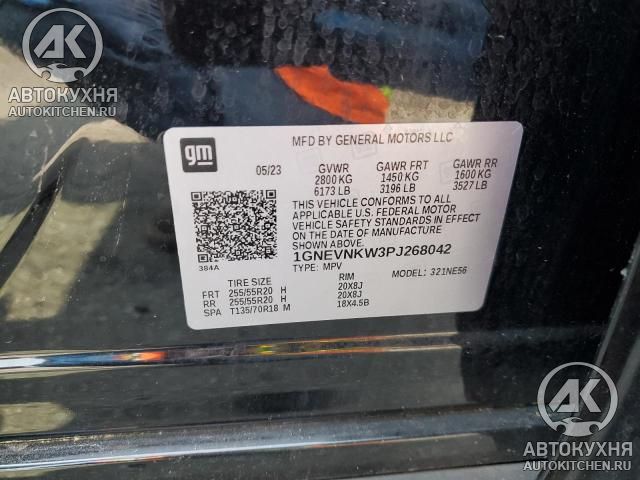 АК
АВТОКУХНЯ
AUTOKITCHEN.RU
gm
MFD BY GENERAL MOTORS LLC
05/23 GVWR GAWR FRT GAWR RR
2800 KG 1450 KG 1600 KG
6173 LB 3196 LB 3527 LB
THIS VEHICLE CONFORMS TO ALL
APPLICABLE U.S. FEDERAL MOTOR
VEHICLE SAFETY STANDARDS IN EFFECT
ON THE DATE OF MANUFACTURE
SHOWN ABOVE.
1GNEVNKW3PJ268042
384A
TYPE: MPV MODEL: 321NE56
TIRE SIZE RIM
FRT 255/55R20 H 20X8J
RR 255/55R20 H 20X8J
SPA T135/70R18 M 18X4.5B
АК
АВТОКУХНЯ
AUTOKITCHEN.RU